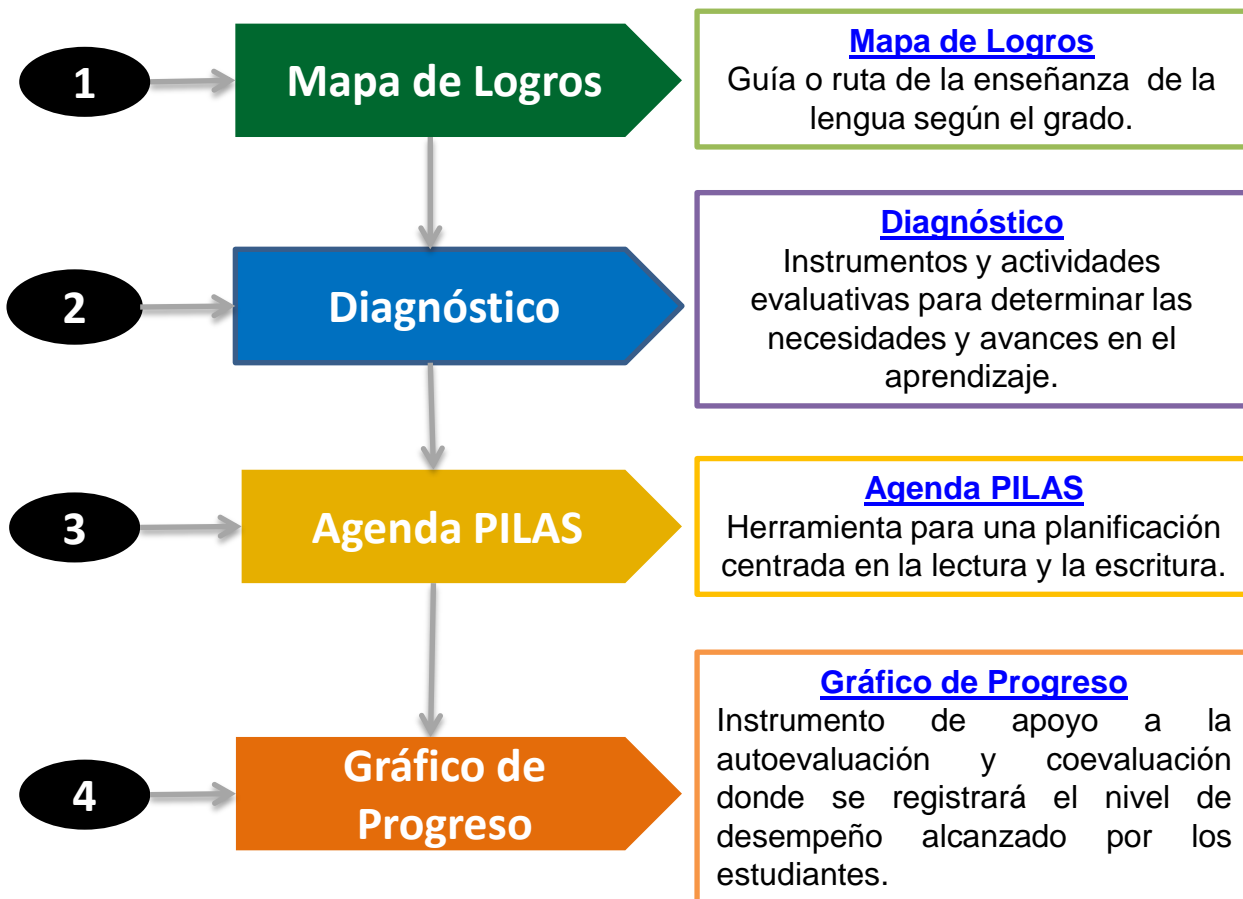 1
Mapa de Logros
Mapa de Logros
Guía o ruta de la enseñanza de la
lengua según el grado.
2
Diagnóstico
Diagnóstico
Instrumentos y actividades
evaluativas para determinar las
necesidades y avances en el
aprendizaje.
3
Agenda PILAS
Agenda PILAS
Herramienta para una planificación
centrada en la lectura y la escritura.
4
Gráfico de
Progreso
Gráfico de Progreso
Instrumento de apoyo a la
autoevaluación y coevaluación
donde se registrará el nivel de
desempeño alcanzado por los
estudiantes.